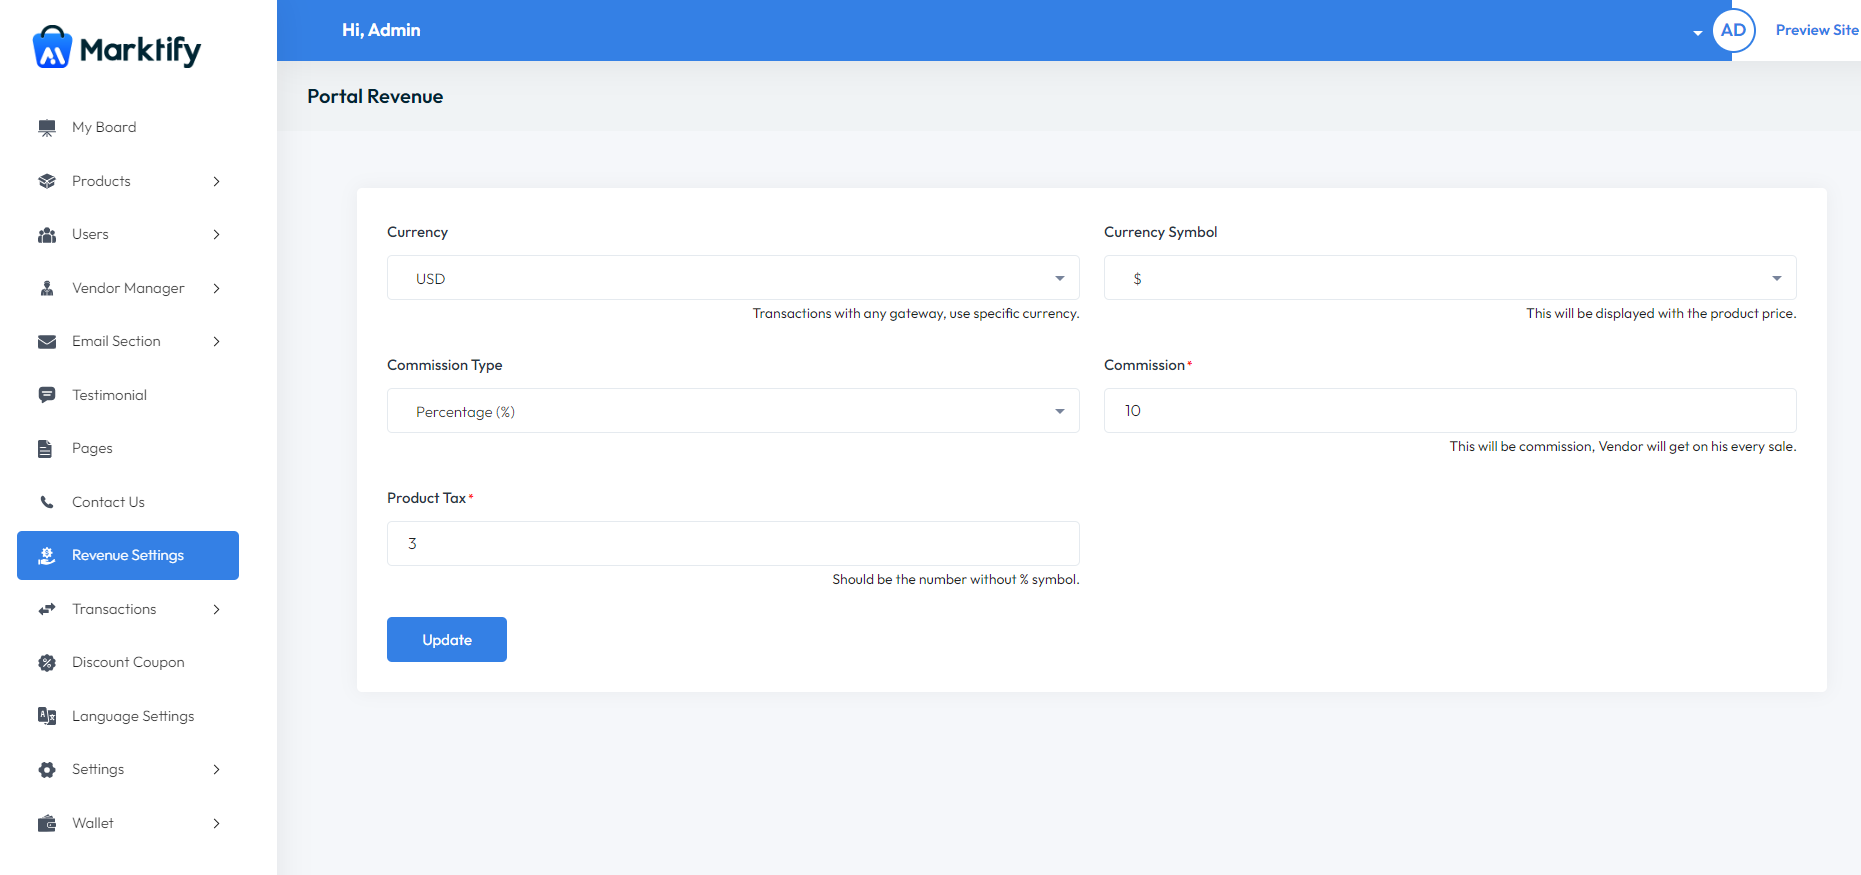 Marktify
Hi, Admin
AD
Preview Site
Portal Revenue
My Board
Products
Users
Vendor Manager
Email Section
Testimonial
Pages
Contact Us
Revenue Settings
Transactions
Discount Coupon
Language Settings
Settings
Wallet
Currency
USD
Transactions with any gateway, use specific currency.
Currency Symbol
$
This will be displayed with the product price.
Commission Type
Percentage (%)
Commission*
10
This will be commission, Vendor will get on his every sale.
Product Tax*
3
Should be the number without % symbol.
Update